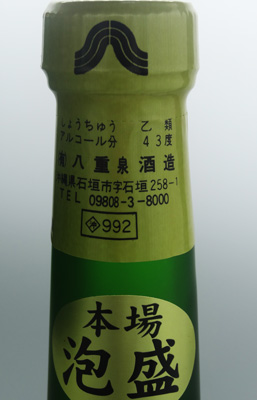 しょうちゅう 乙類
アルコール分 43度
㈲八重泉酒造
沖縄県石垣市字石垣258-1
TEL 09808-3-8000
沖 992
本場
泡盛